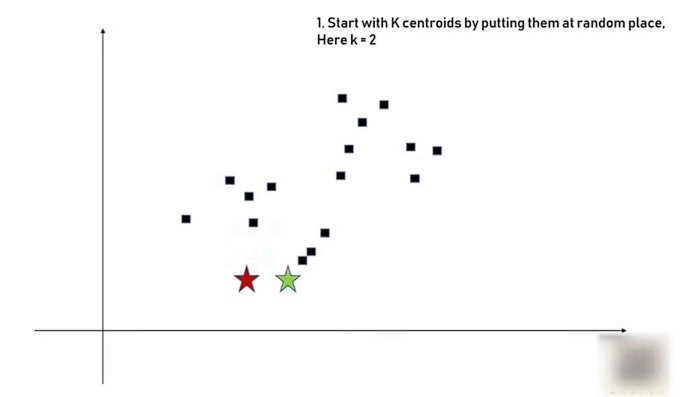 1. Start with K centroids by putting them at random place,
Here k = 2